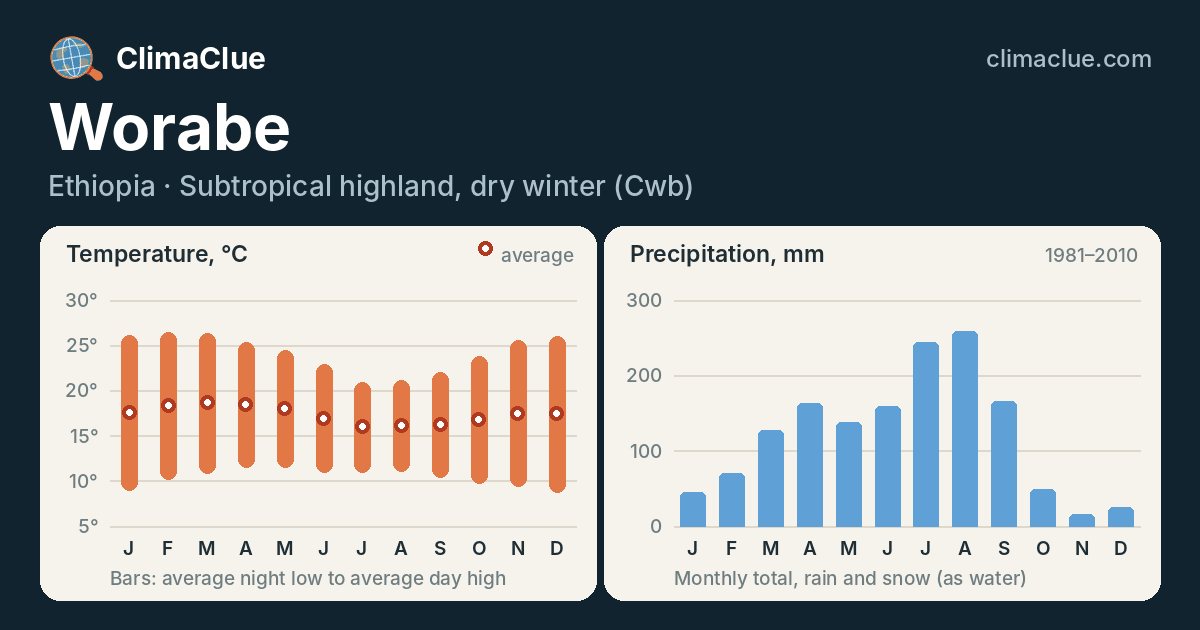 ClimaClue
climaclue.com
Worabe
Ethiopia · Subtropical highland, dry winter (Cwb)
Temperature, °C
average
30°
25°
20°
15°
10°
5°
J F M A M J J A S O N D
Bars: average night low to average day high
Precipitation, mm
1981–2010
300
200
100
0
J F M A M J J A S O N D
Monthly total, rain and snow (as water)